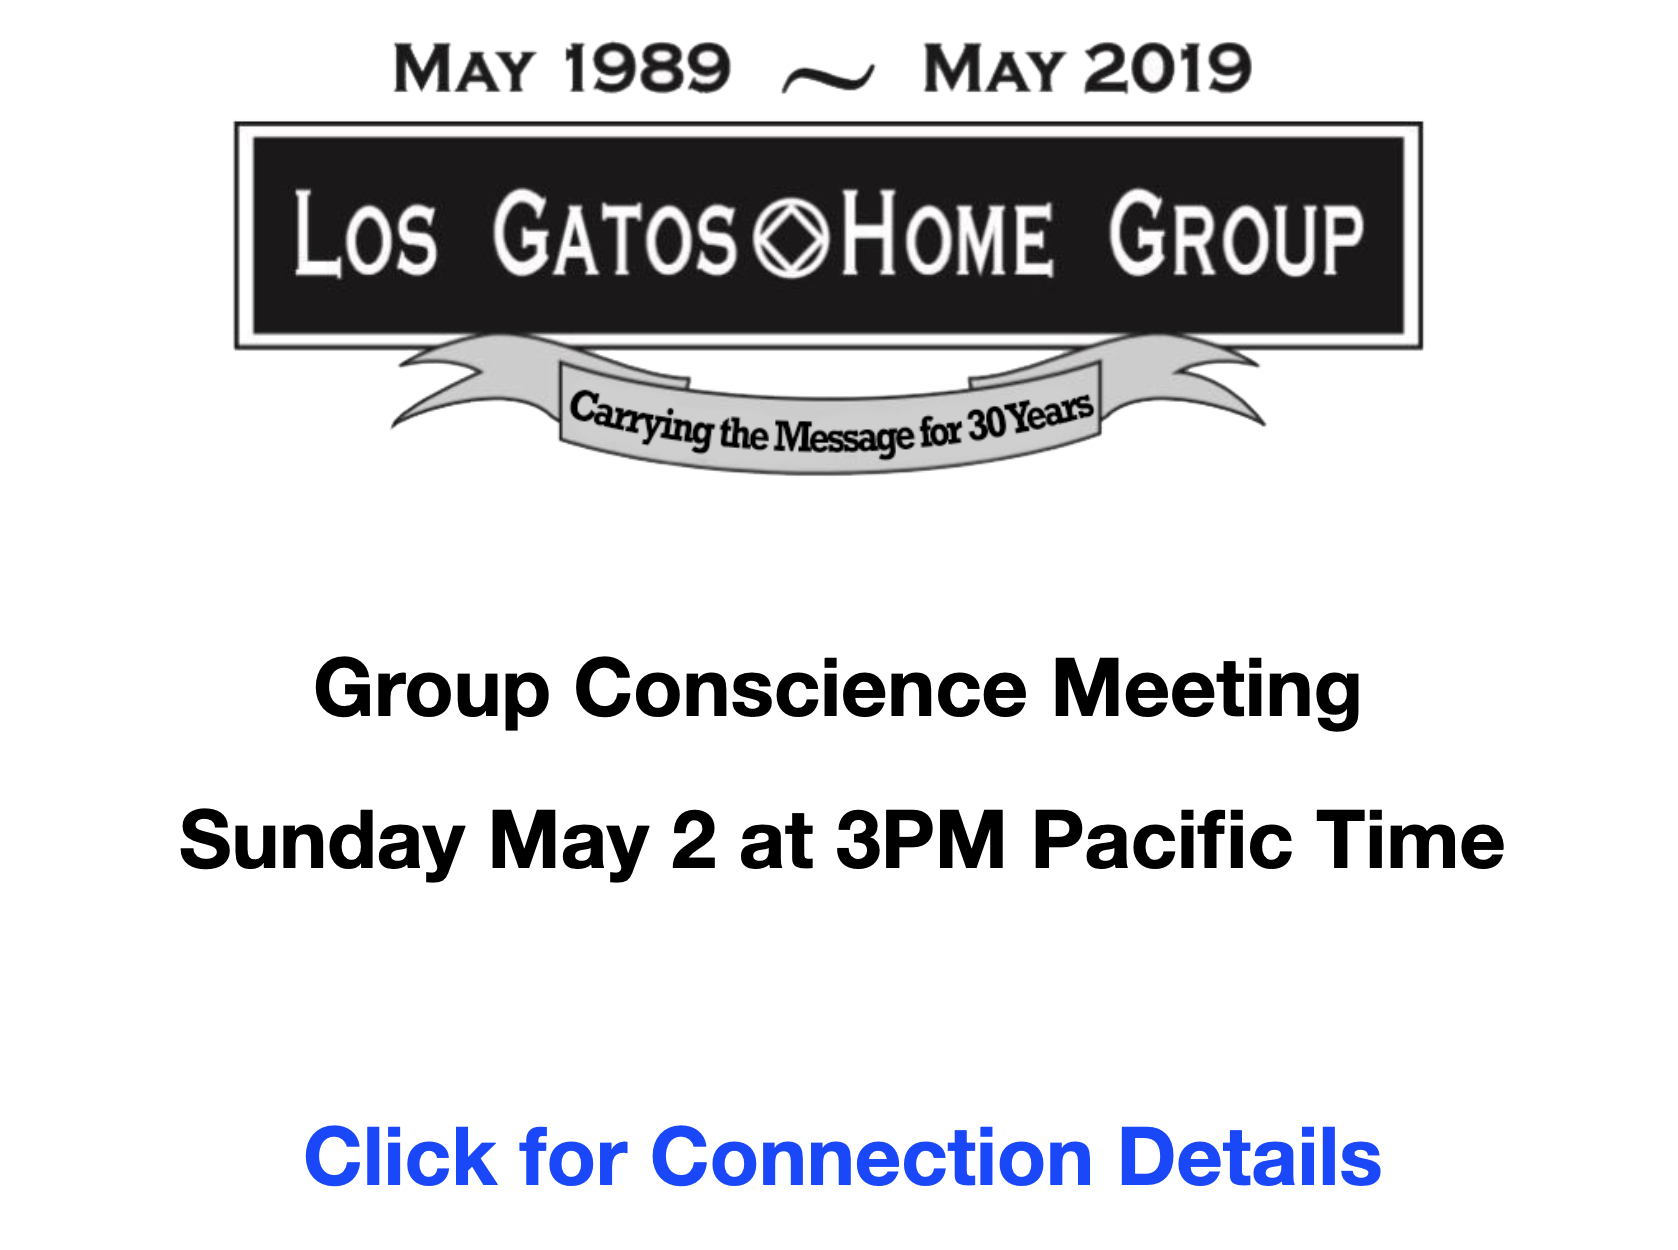 May 1989 ~ May 2019
Los Gatos Home Group
Carrying the Message for 30 Years
Group Conscience Meeting
Sunday May 2 at 3PM Pacific Time
Click for Connection Details